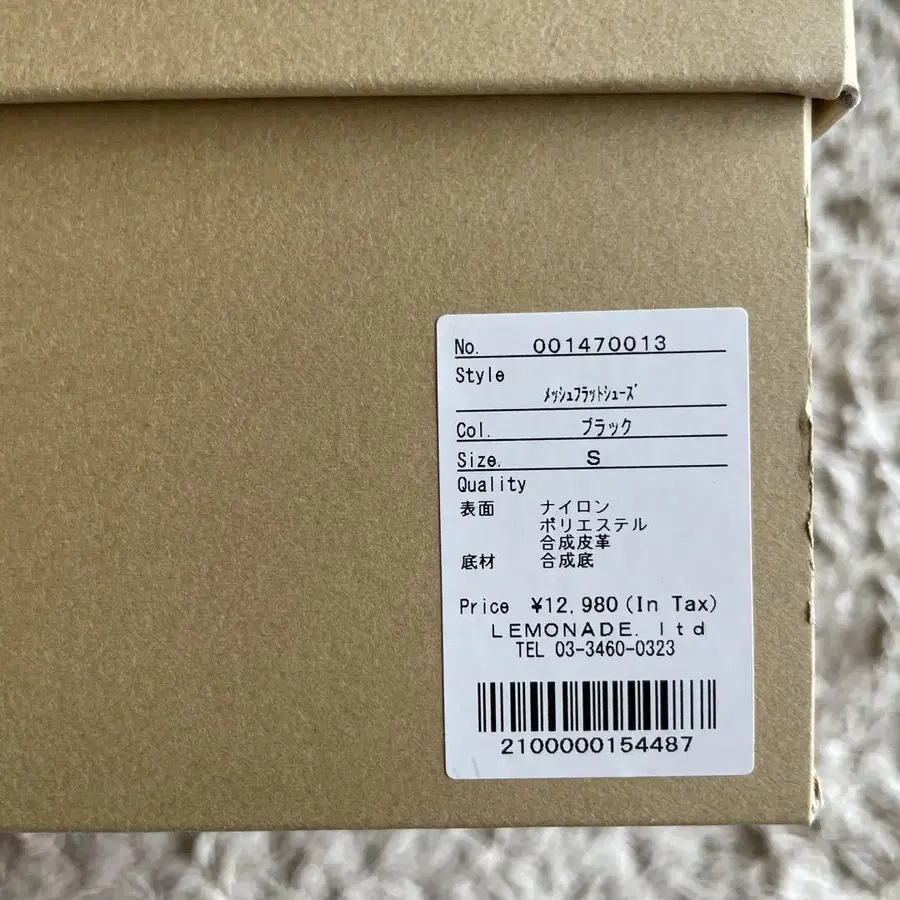 No. 001470013
Style
ﾒｯｼｭﾌﾗｯﾄｼｭｰｽﾞ
Col. ブラック
Size. S
Quality
表面 ナイロン
ポリエステル
合成皮革
底材 合成底
Price ¥12,980(In Tax)
LEMONADE. ltd
TEL 03-3460-0323
2100000154487